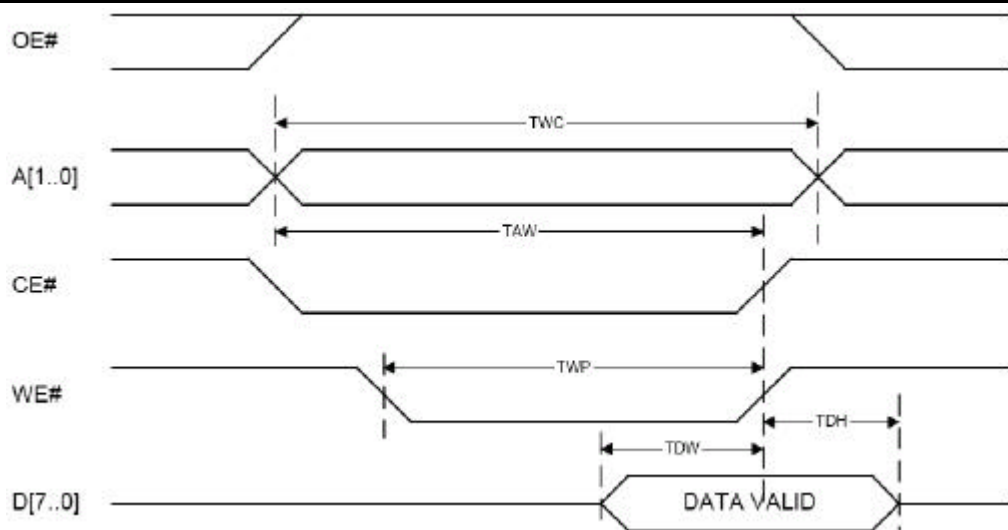 OE#
TWC
A[1..0]
TAW
CE#
TWP
WE#
TDH
TDW
D[7..0]
DATA VALID